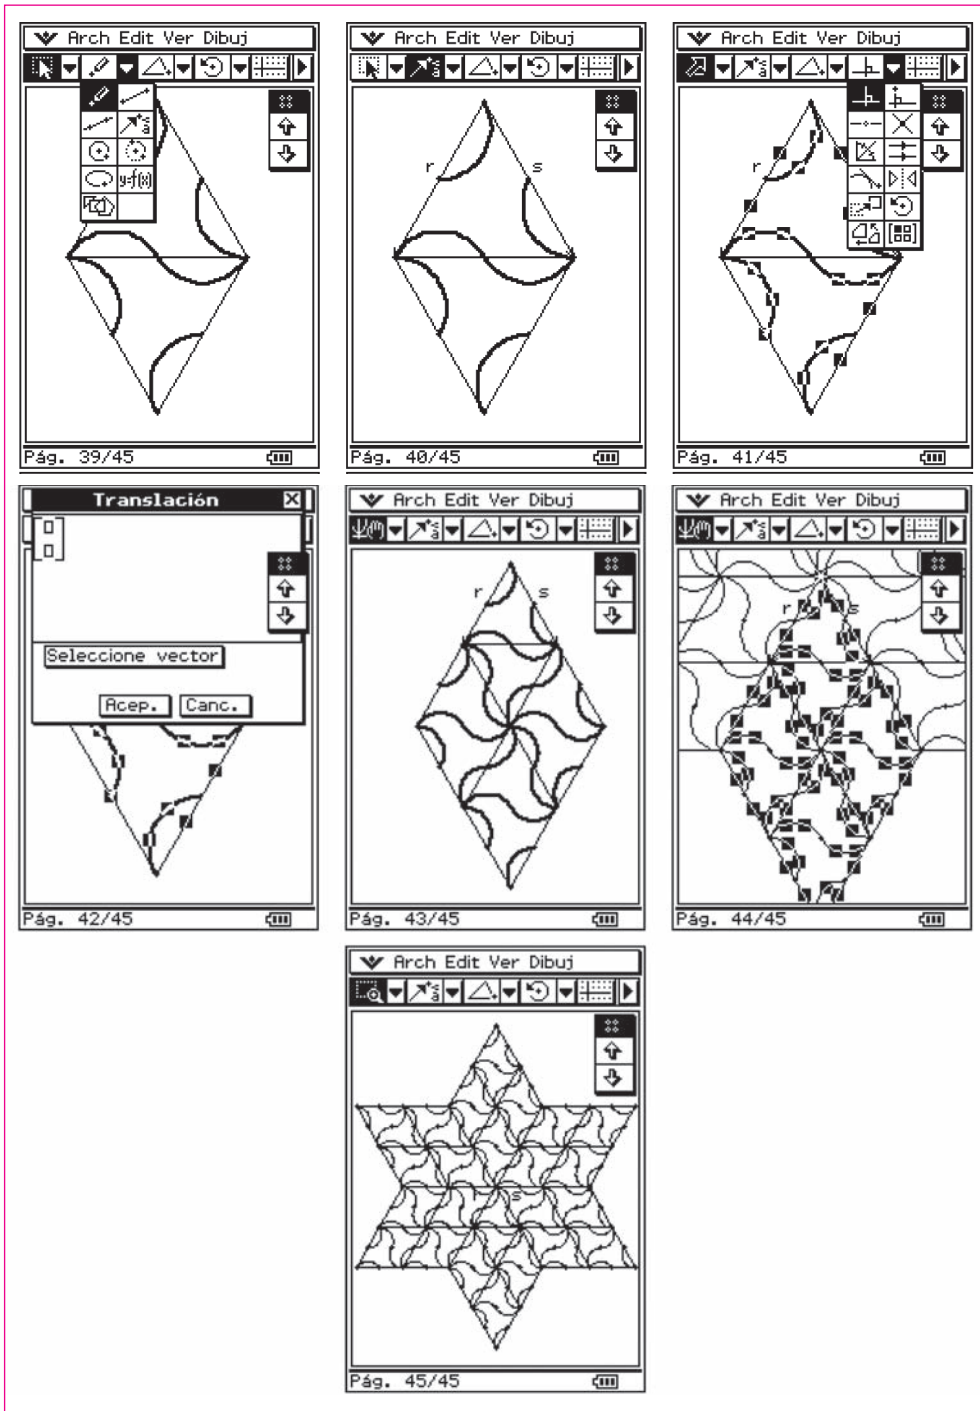 Arch Edit Ver Dibuj
y=f(x)
Pág. 39/45
Arch Edit Ver Dibuj
r s
Pág. 40/45
Arch Edit Ver Dibuj
r
Pág. 41/45
Translación
Seleccione vector
Acep. Canc.
Pág. 42/45
Arch Edit Ver Dibuj
r s
Pág. 43/45
Arch Edit Ver Dibuj
r s
Pág. 44/45
Arch Edit Ver Dibuj
s
Pág. 45/45